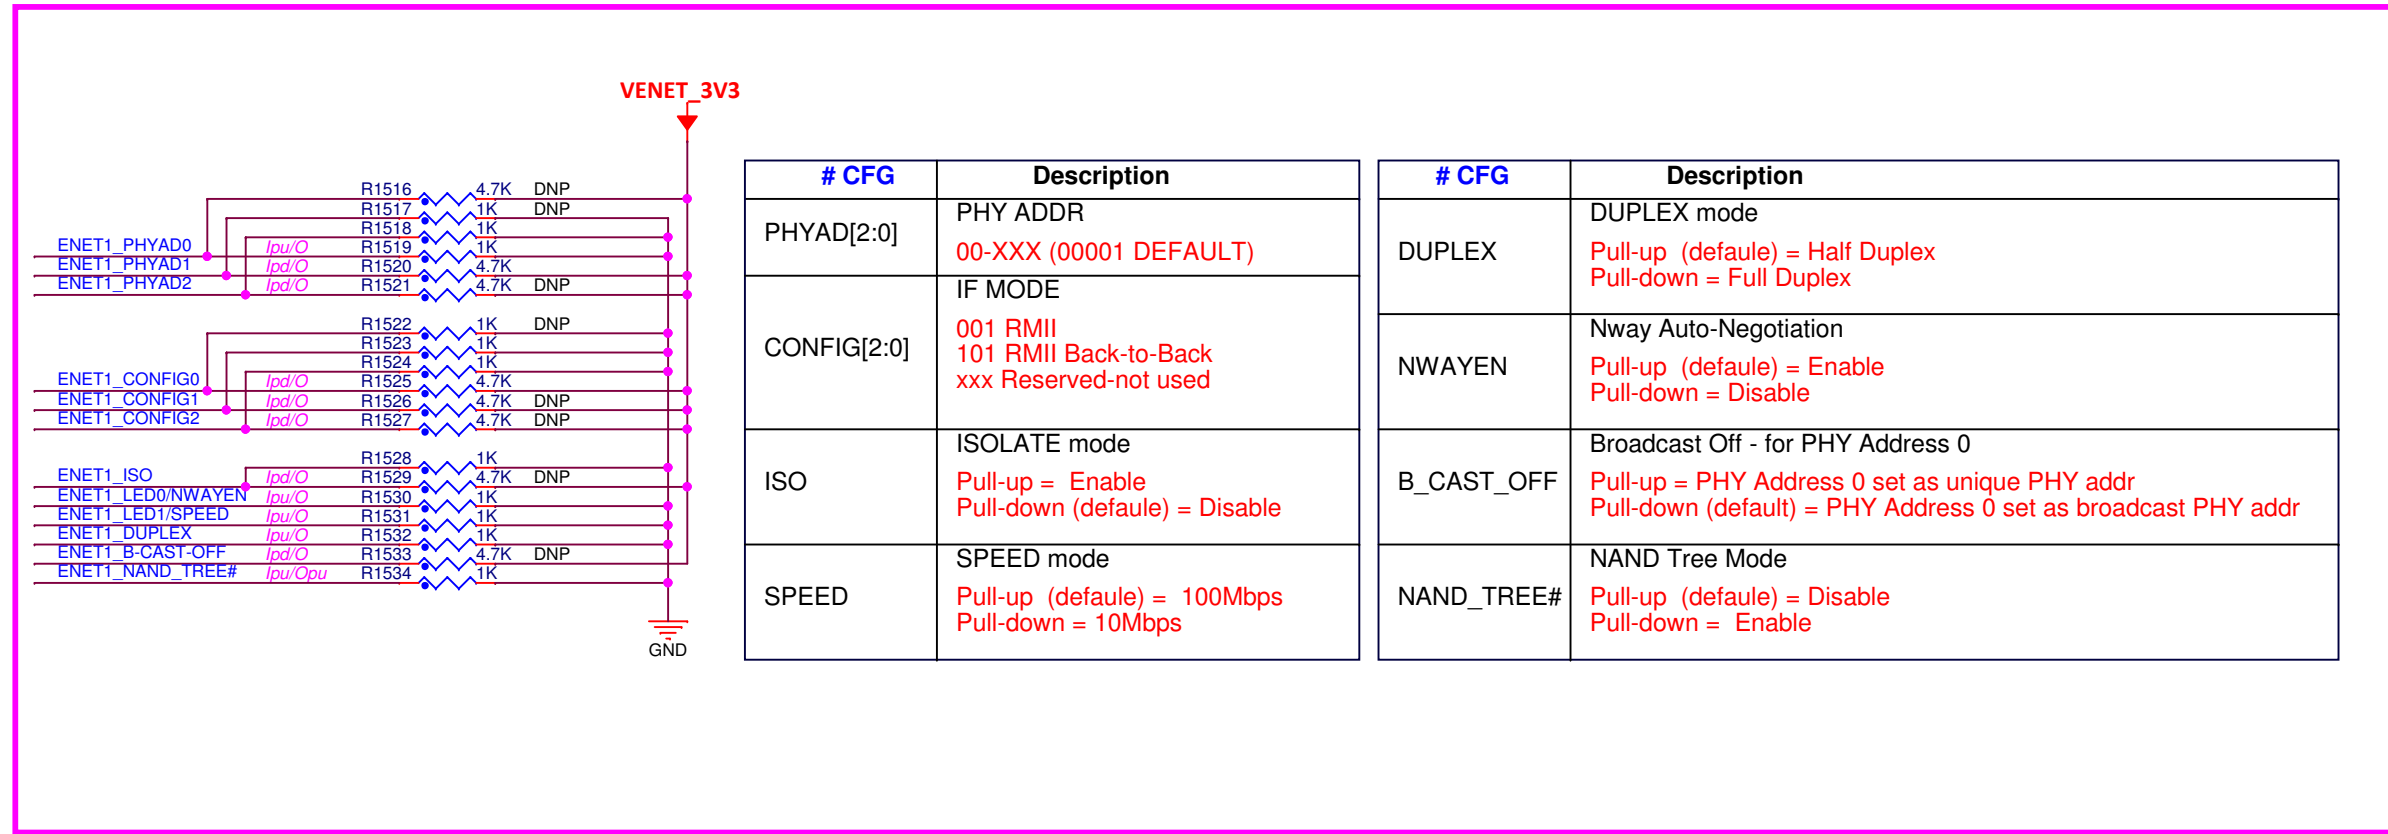 VENET_3V3
R1516 4.7K DNP
R1517 1K DNP
R1518 1K
ENET1_PHYAD0 Ipu/O R1519 1K
ENET1_PHYAD1 Ipd/O R1520 4.7K
ENET1_PHYAD2 Ipd/O R1521 4.7K DNP
R1522 1K DNP
R1523 1K
R1524 1K
ENET1_CONFIG0 Ipd/O R1525 4.7K
ENET1_CONFIG1 Ipd/O R1526 4.7K DNP
ENET1_CONFIG2 Ipd/O R1527 4.7K DNP
R1528 1K
ENET1_ISO Ipd/O R1529 4.7K DNP
ENET1_LED0/NWAYEN Ipu/O R1530 1K
ENET1_LED1/SPEED Ipu/O R1531 1K
ENET1_DUPLEX Ipu/O R1532 1K
ENET1_B-CAST-OFF Ipd/O R1533 4.7K DNP
ENET1_NAND_TREE# Ipu/Opu R1534 1K
GND
# CFG Description
PHYAD[2:0]
PHY ADDR
00-XXX (00001 DEFAULT)
CONFIG[2:0]
IF MODE
001 RMII
101 RMII Back-to-Back
xxx Reserved-not used
ISO
ISOLATE mode
Pull-up = Enable
Pull-down (defaule) = Disable
SPEED
SPEED mode
Pull-up (defaule) = 100Mbps
Pull-down = 10Mbps
# CFG Description
DUPLEX
DUPLEX mode
Pull-up (defaule) = Half Duplex
Pull-down = Full Duplex
NWAYEN
Nway Auto-Negotiation
Pull-up (defaule) = Enable
Pull-down = Disable
B_CAST_OFF
Broadcast Off - for PHY Address 0
Pull-up = PHY Address 0 set as unique PHY addr
Pull-down (default) = PHY Address 0 set as broadcast PHY addr
NAND_TREE#
NAND Tree Mode
Pull-up (defaule) = Disable
Pull-down = Enable